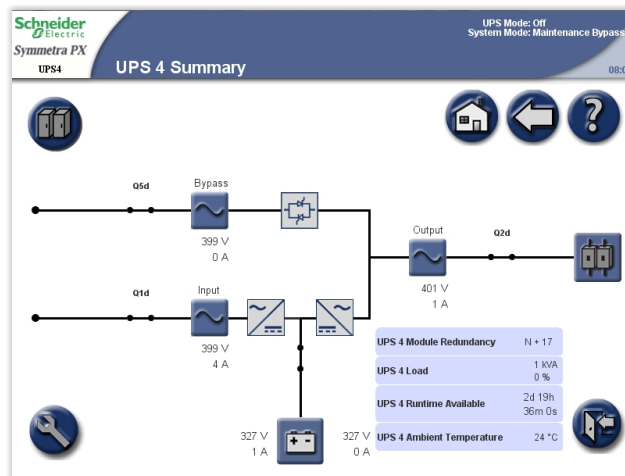 Schneider
Electric
Symmetra PX
UPS4
UPS 4 Summary
UPS Mode: Off
System Mode: Maintenance Bypass
Q5d
Bypass
399 V
0 A
Output
Q2d
401 V
1 A
Q1d
Input
399 V
4 A
UPS 4 Module Redundancy N + 17
UPS 4 Load 1 kVA
0 %
UPS 4 Runtime Available 2d 19h
36m 0s
UPS 4 Ambient Temperature 24 °C
327 V
1 A
327 V
0 A